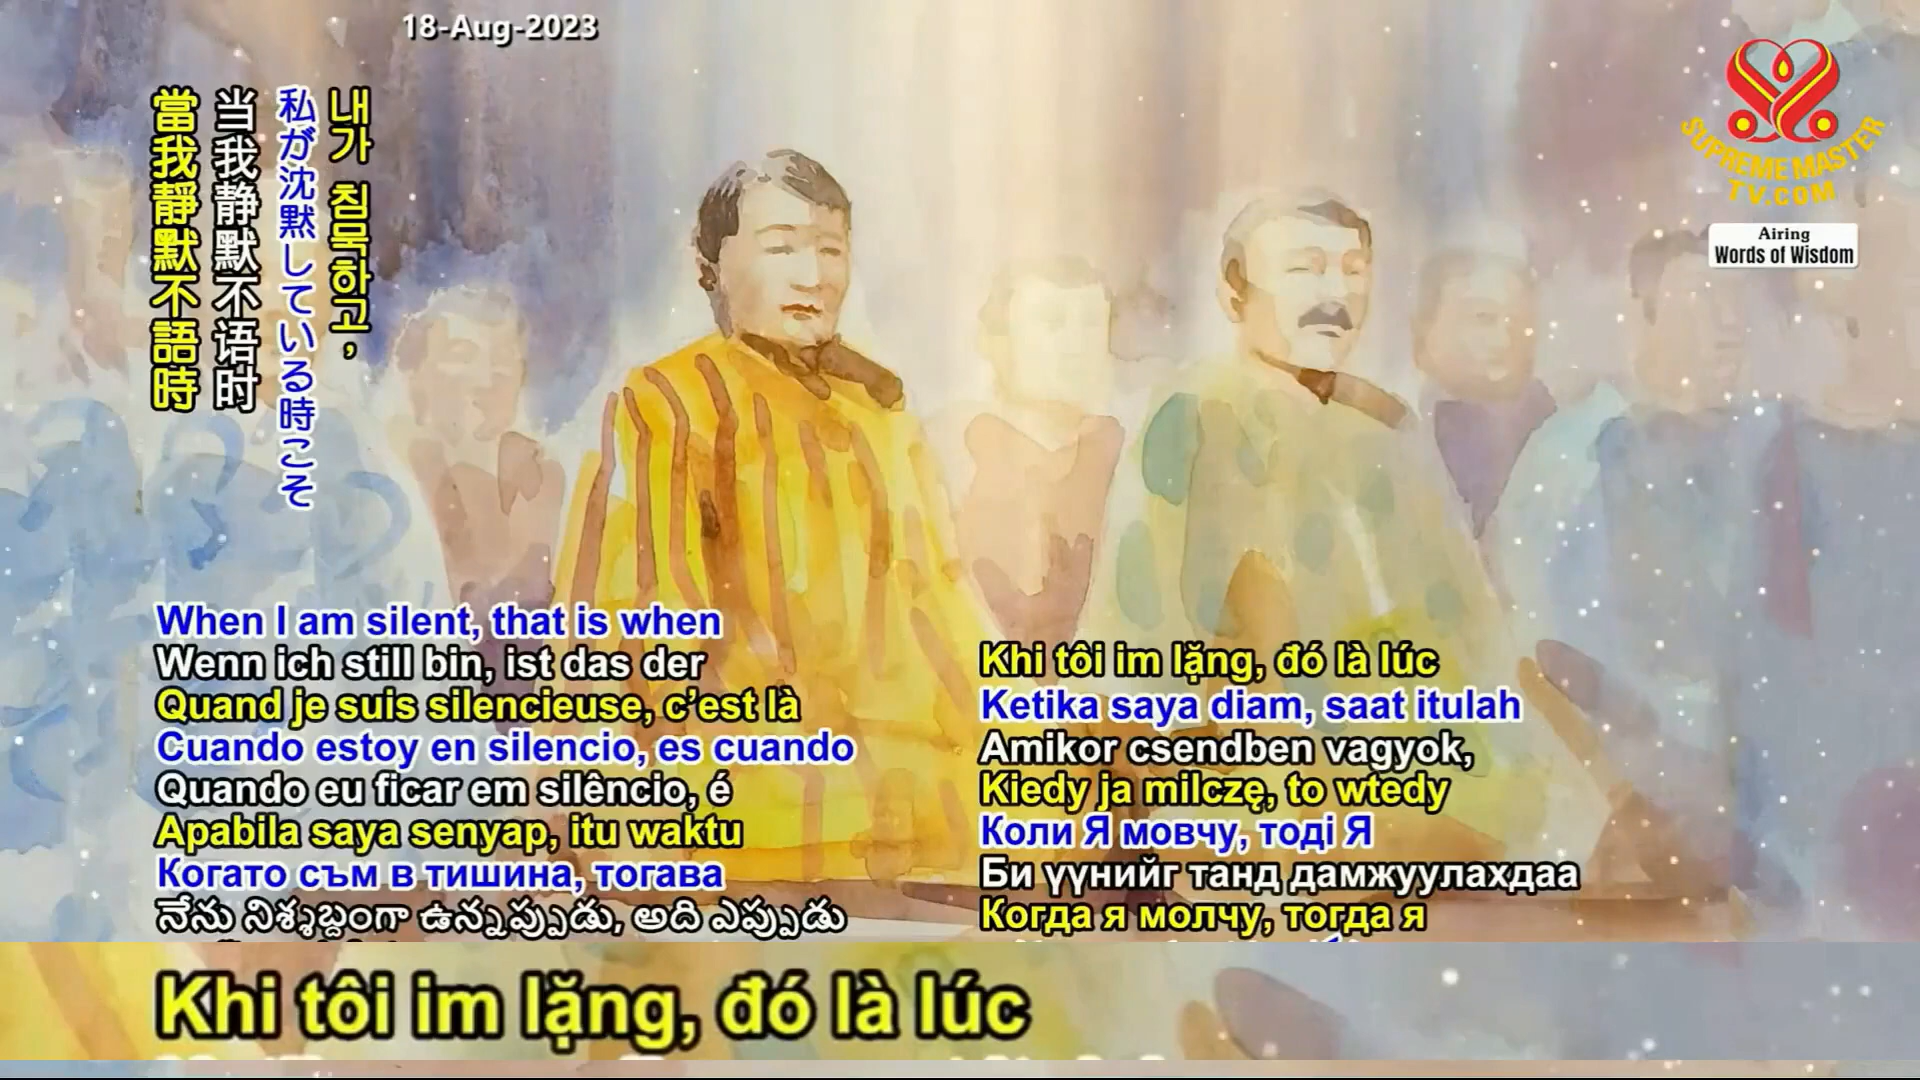 18-Aug-2023
내가 침묵하고,
私が沈黙している時こそ
当我静默不语时
當我靜默不語時
SUPREME MASTER
TV.COM
Airing
Words of Wisdom
When I am silent, that is when
Wenn ich still bin, ist das der
Quand je suis silencieuse, c’est là
Cuando estoy en silencio, es cuando
Quando eu ficar em silêncio, é
Apabila saya senyap, itu waktu
Когато съм в тишина, тогава
నేను నిశ్శబ్దంగా ఉన్నప్పుడు, అది ఎప్పుడు
Khi tôi im lặng, đó là lúc
Ketika saya diam, saat itulah
Amikor csendben vagyok,
Kiedy ja milczę, to wtedy
Коли Я мовчу, тоді Я
Би үүнийг танд дамжуулахдаа
Когда я молчу, тогда я
Khi tôi im lặng, đó là lúc